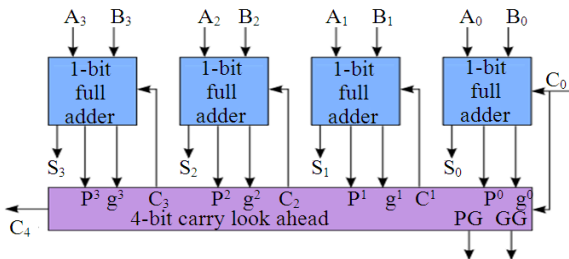 A₃ B₃ A₂ B₂ A₁ B₁ A₀ B₀
1-bit full adder 1-bit full adder 1-bit full adder 1-bit full adder
C₀
S₃ S₂ S₁ S₀
P³ g³ C₃ P² g² C₂ P¹ g¹ C¹ P⁰ g⁰
4-bit carry look ahead PG GG
C₄